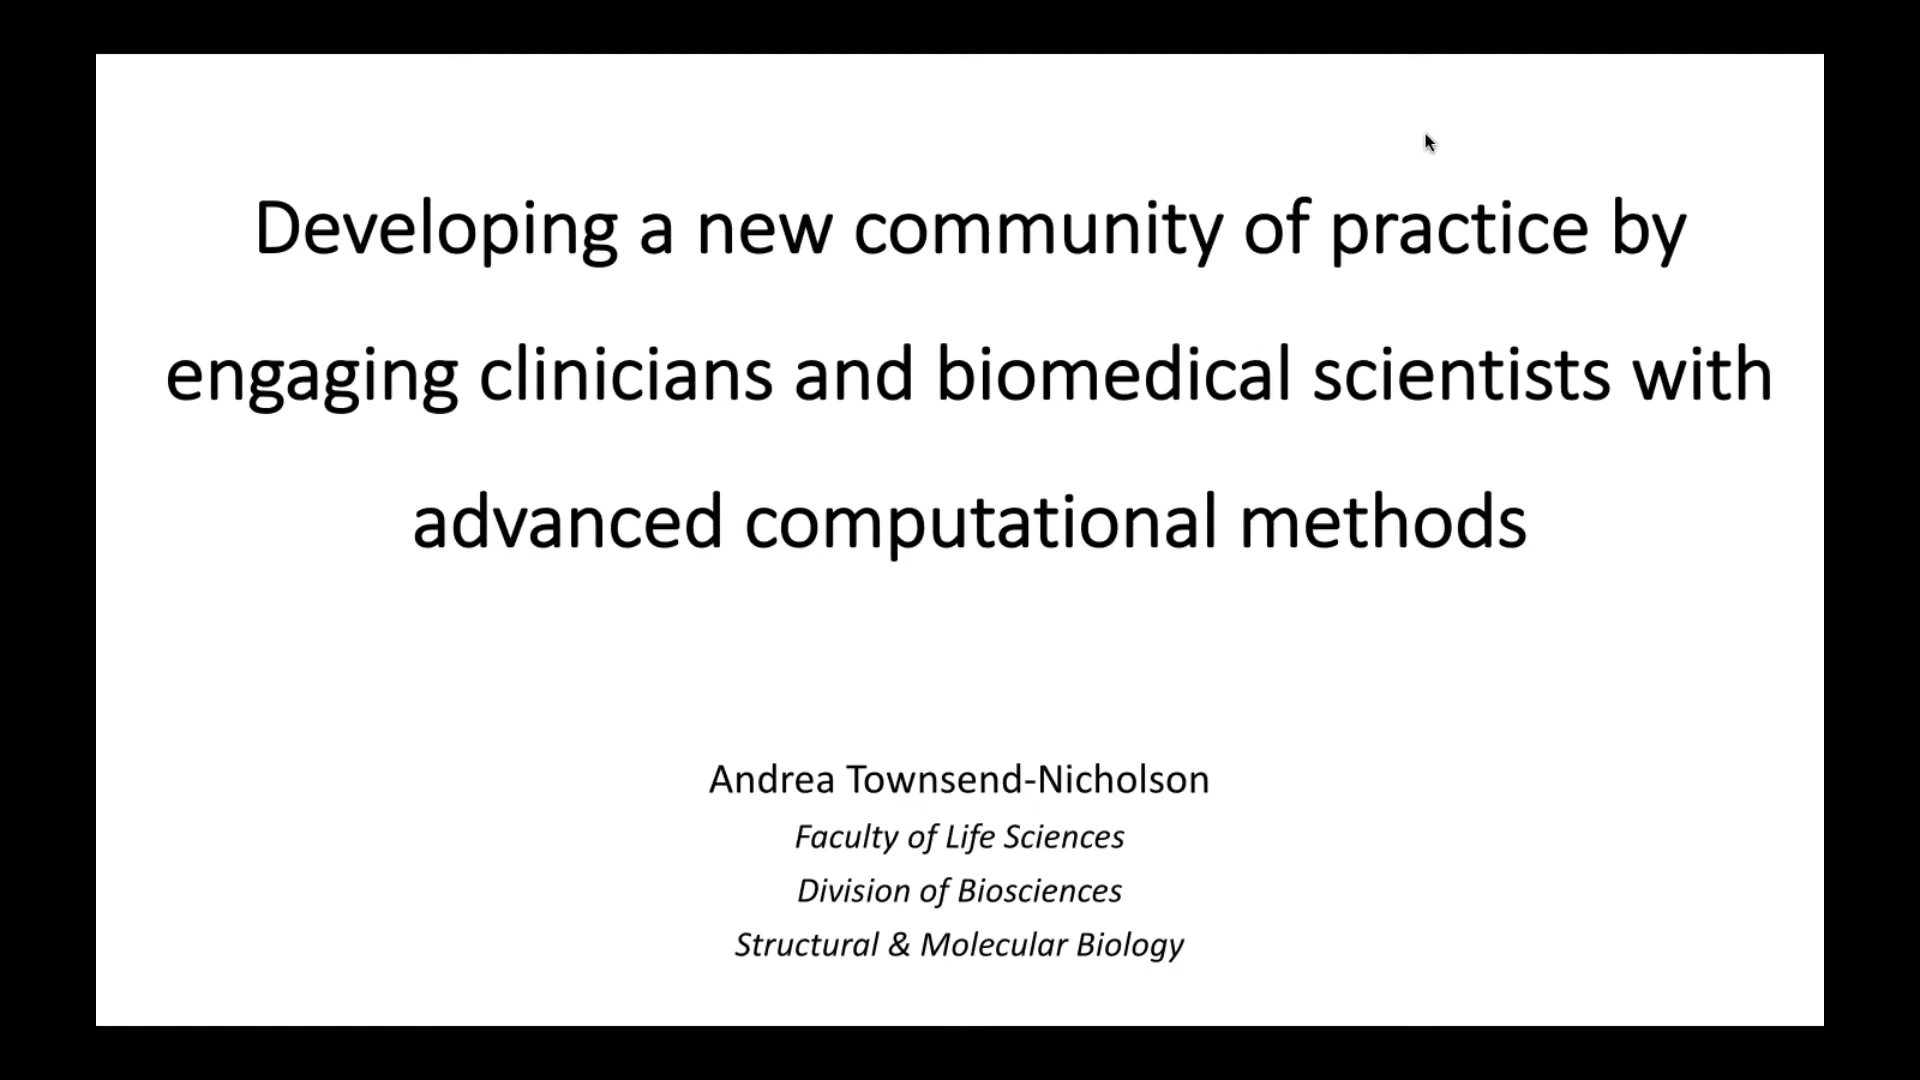 Developing a new community of practice by
engaging clinicians and biomedical scientists with
advanced computational methods
Andrea Townsend-Nicholson
Faculty of Life Sciences
Division of Biosciences
Structural & Molecular Biology